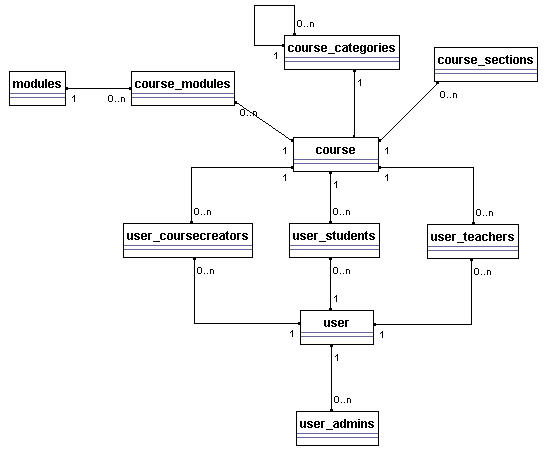 0..n
1
course_categories
1
course_sections
0..n
modules
1
0..n
course_modules
0..n
1
course
1
1
1
1
0..n
0..n
0..n
user_coursecreators
user_students
user_teachers
0..n
0..n
0..n
1
1
user
1
1
0..n
user_admins